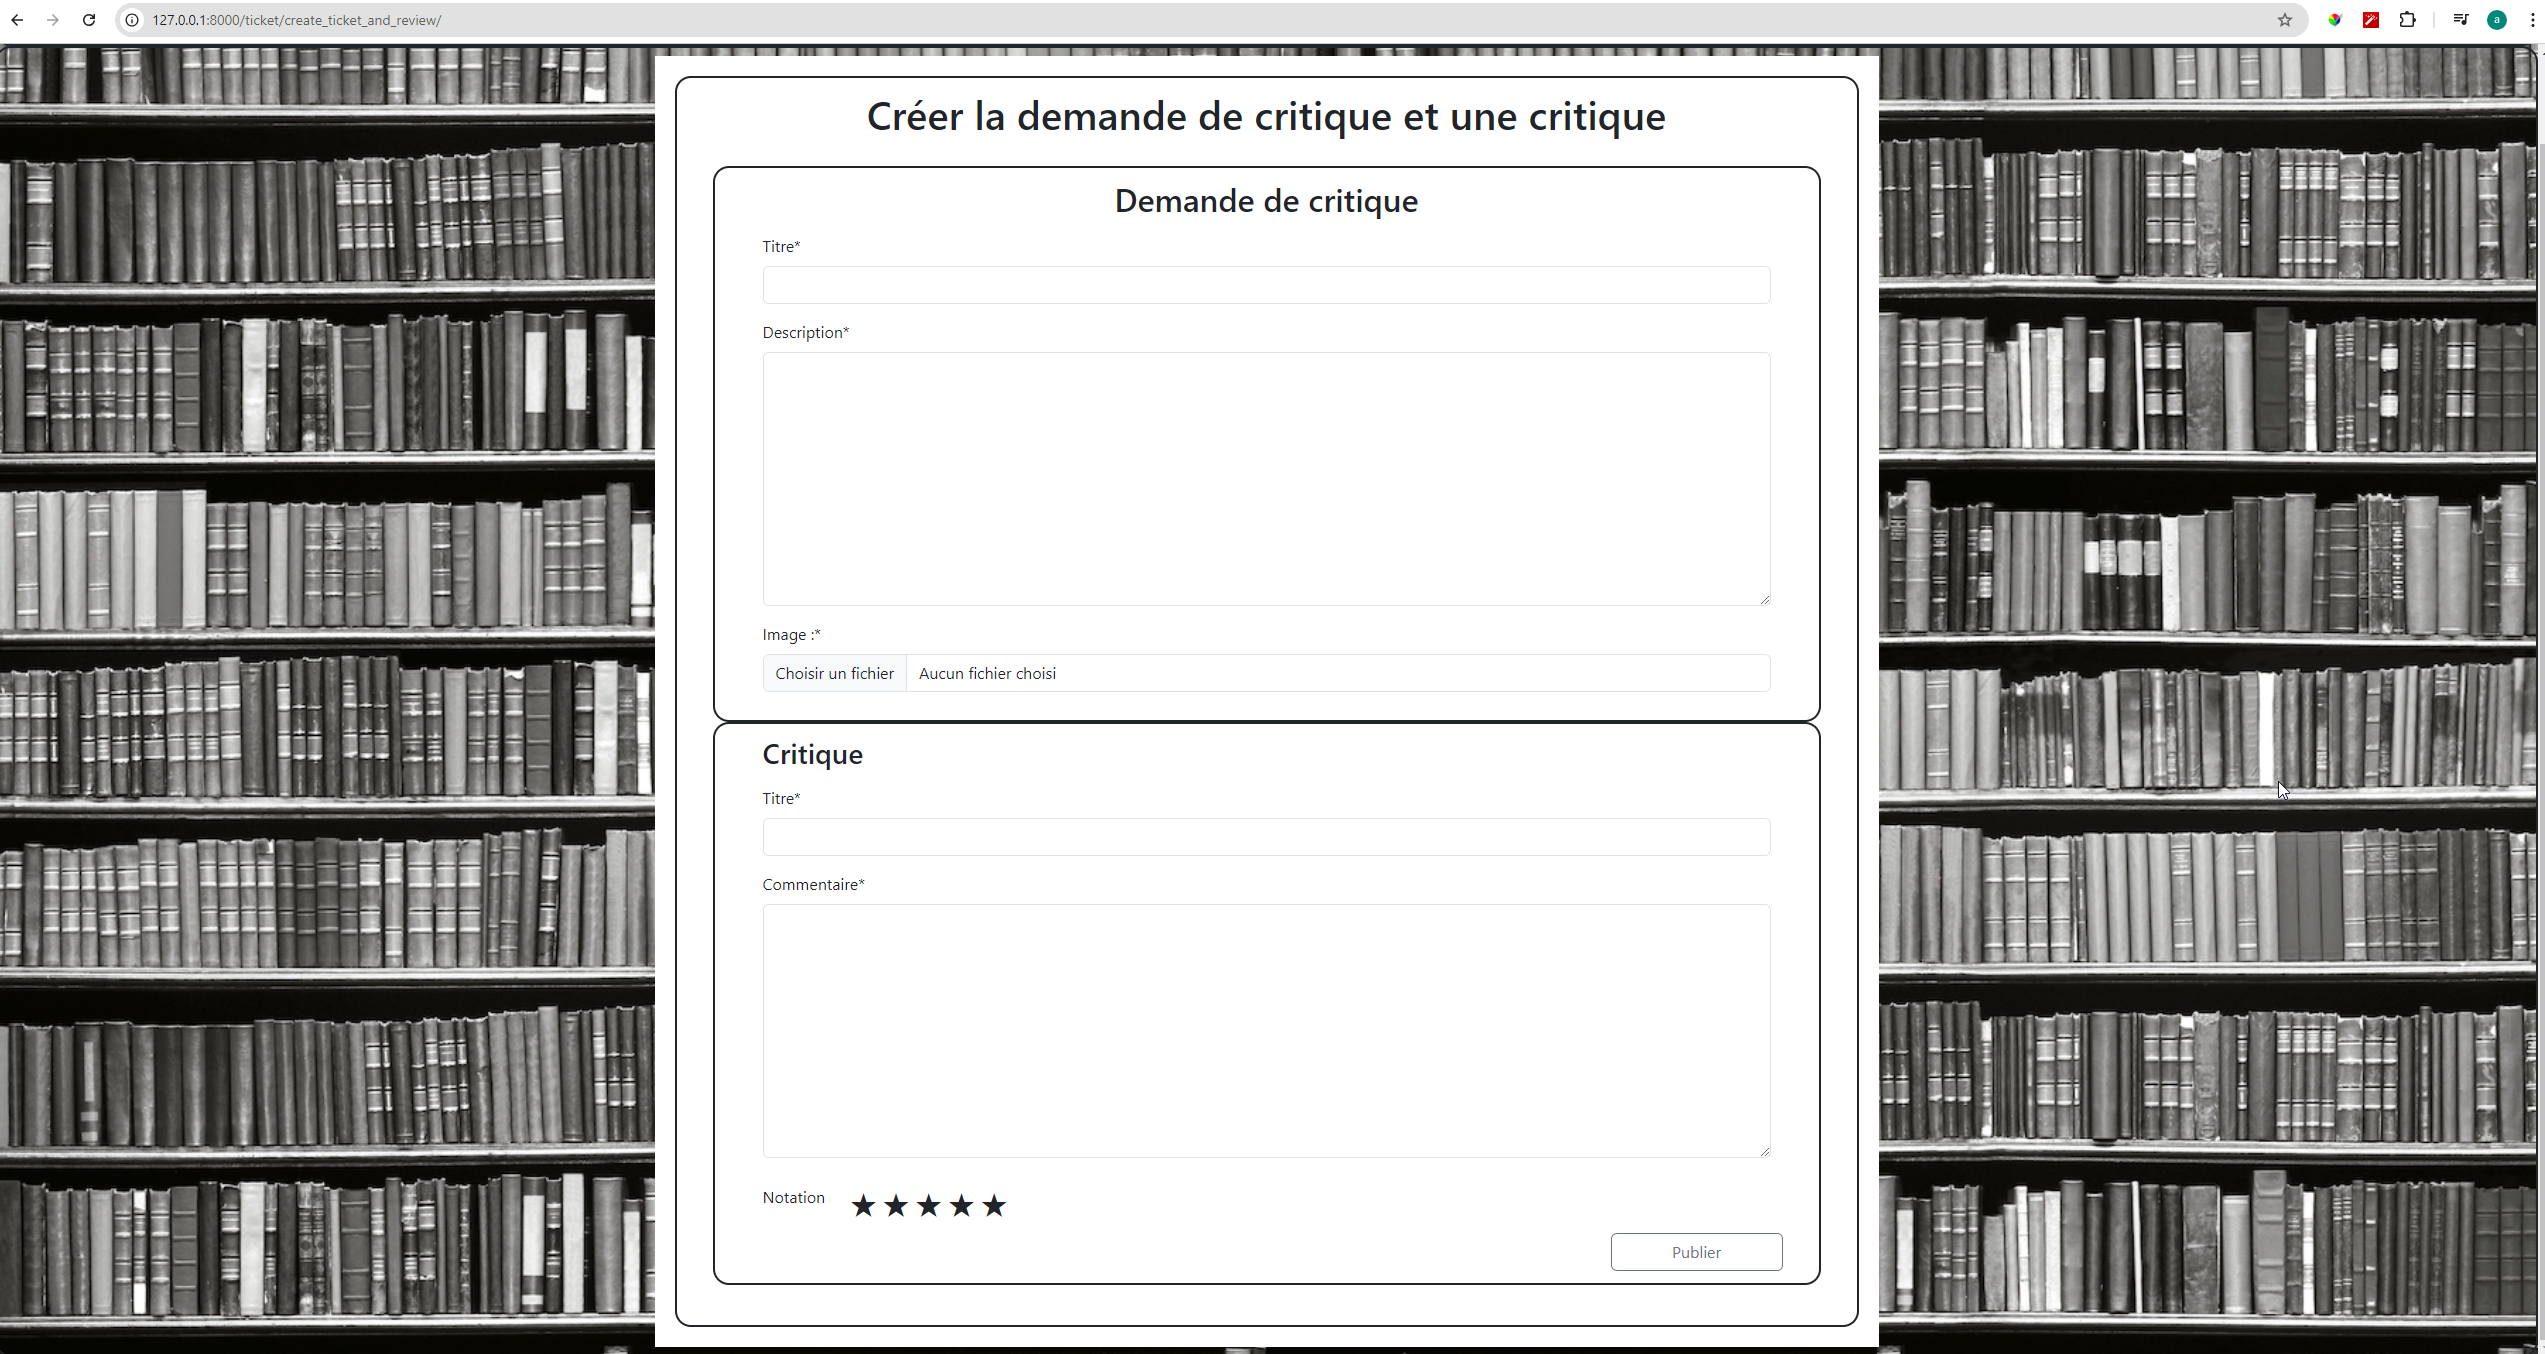 127.0.0.1:8000/ticket/create_ticket_and_review/
a
Créer la demande de critique et une critique
Demande de critique
Titre*
Description*
Image :*
Choisir un fichier Aucun fichier choisi
Critique
Titre*
Commentaire*
Notation ★ ★ ★ ★ ★
Publier